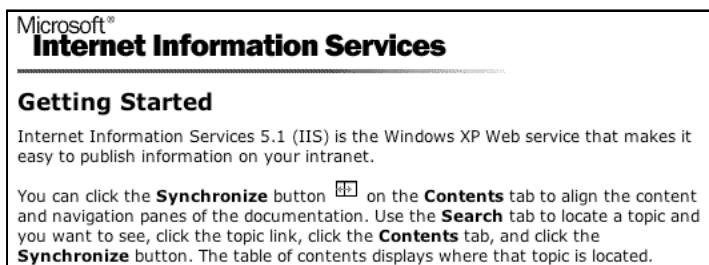 Microsoft®
Internet Information Services
Getting Started
Internet Information Services 5.1 (IIS) is the Windows XP Web service that makes it
easy to publish information on your intranet.
You can click the Synchronize button on the Contents tab to align the content
and navigation panes of the documentation. Use the Search tab to locate a topic and
you want to see, click the topic link, click the Contents tab, and click the
Synchronize button. The table of contents displays where that topic is located.